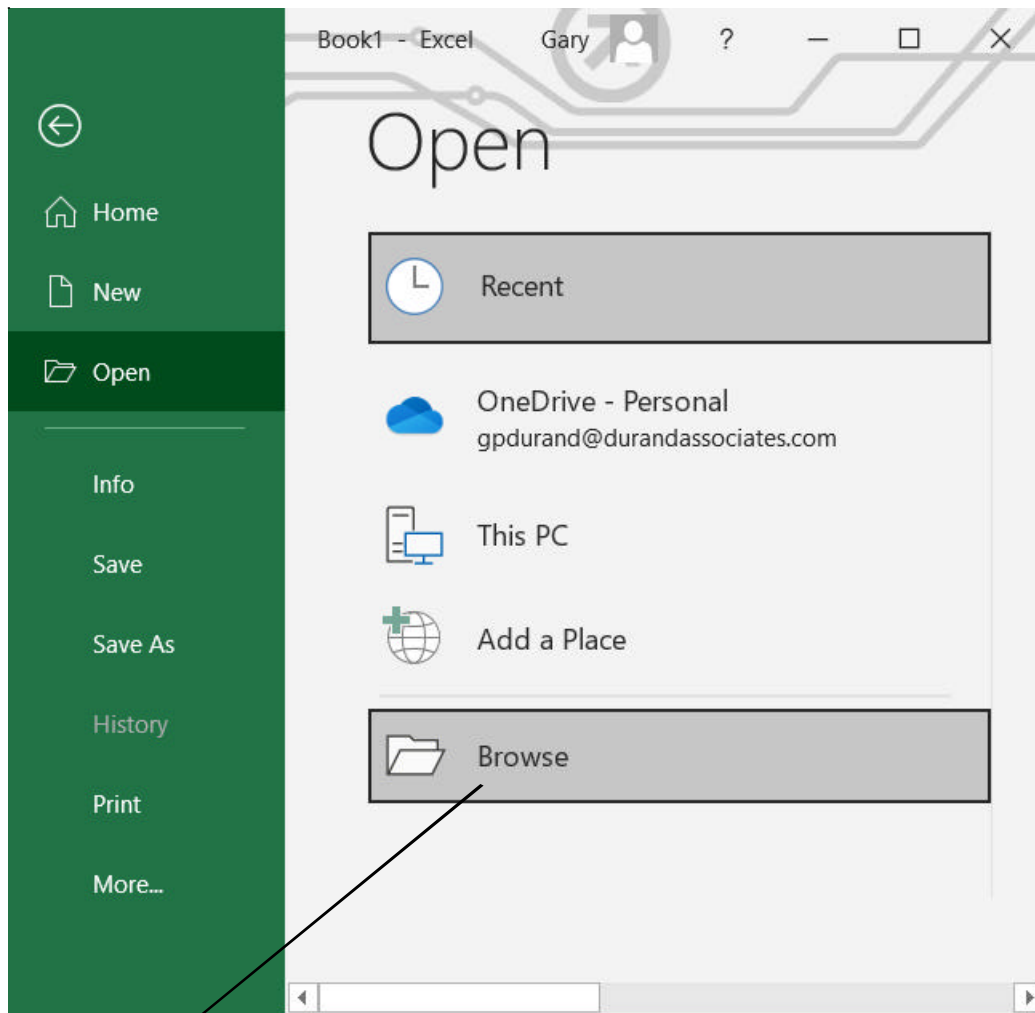 Book1 - Excel Gary ?
Open
Home
New
Open
Info
Save
Save As
History
Print
More...
Recent
OneDrive - Personal
gpdurand@durandassociates.com
This PC
Add a Place
Browse